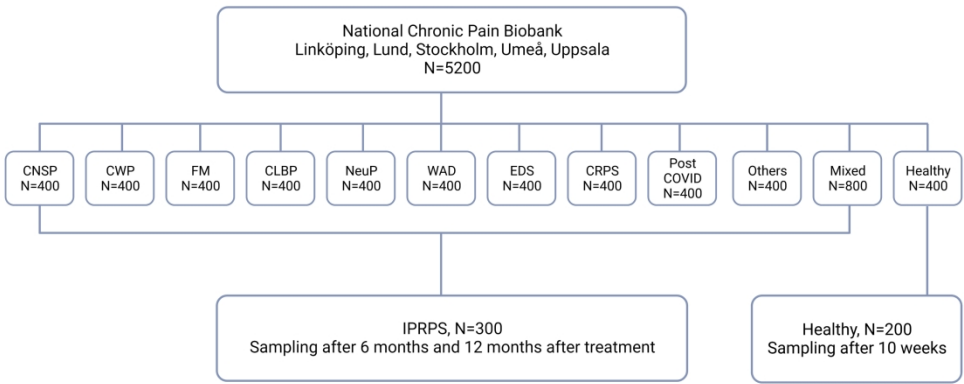 National Chronic Pain Biobank
Linköping, Lund, Stockholm, Umeå, Uppsala
N=5200
CNSP
N=400
CWP
N=400
FM
N=400
CLBP
N=400
NeuP
N=400
WAD
N=400
EDS
N=400
CRPS
N=400
Post
COVID
N=400
Others
N=400
Mixed
N=800
Healthy
N=400
IPRPS, N=300
Sampling after 6 months and 12 months after treatment
Healthy, N=200
Sampling after 10 weeks